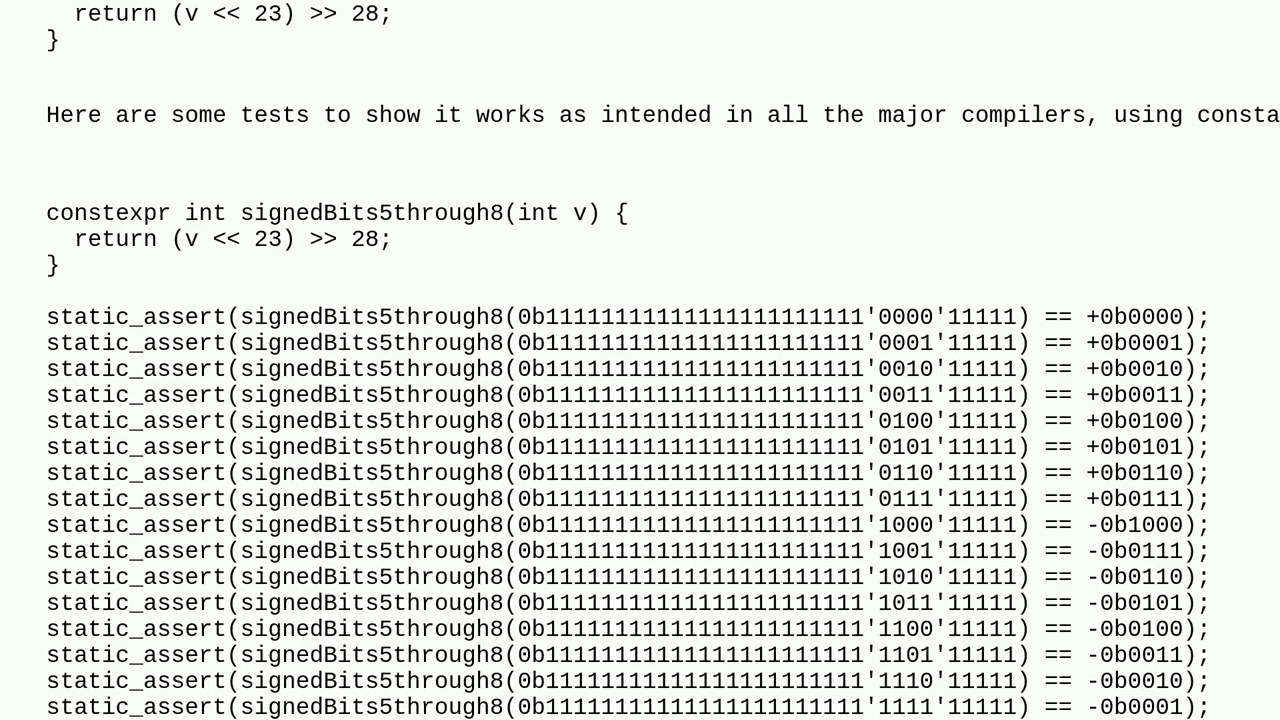 return (v << 23) >> 28;
}
Here are some tests to show it works as intended in all the major compilers, using consta
constexpr int signedBits5through8(int v) {
return (v << 23) >> 28;
}
static_assert(signedBits5through8(0b11111111111111111111111'0000'11111) == +0b0000);
static_assert(signedBits5through8(0b11111111111111111111111'0001'11111) == +0b0001);
static_assert(signedBits5through8(0b11111111111111111111111'0010'11111) == +0b0010);
static_assert(signedBits5through8(0b11111111111111111111111'0011'11111) == +0b0011);
static_assert(signedBits5through8(0b11111111111111111111111'0100'11111) == +0b0100);
static_assert(signedBits5through8(0b11111111111111111111111'0101'11111) == +0b0101);
static_assert(signedBits5through8(0b11111111111111111111111'0110'11111) == +0b0110);
static_assert(signedBits5through8(0b11111111111111111111111'0111'11111) == +0b0111);
static_assert(signedBits5through8(0b11111111111111111111111'1000'11111) == -0b1000);
static_assert(signedBits5through8(0b11111111111111111111111'1001'11111) == -0b0111);
static_assert(signedBits5through8(0b11111111111111111111111'1010'11111) == -0b0110);
static_assert(signedBits5through8(0b11111111111111111111111'1011'11111) == -0b0101);
static_assert(signedBits5through8(0b11111111111111111111111'1100'11111) == -0b0100);
static_assert(signedBits5through8(0b11111111111111111111111'1101'11111) == -0b0011);
static_assert(signedBits5through8(0b11111111111111111111111'1110'11111) == -0b0010);
static_assert(signedBits5through8(0b11111111111111111111111'1111'11111) == -0b0001);